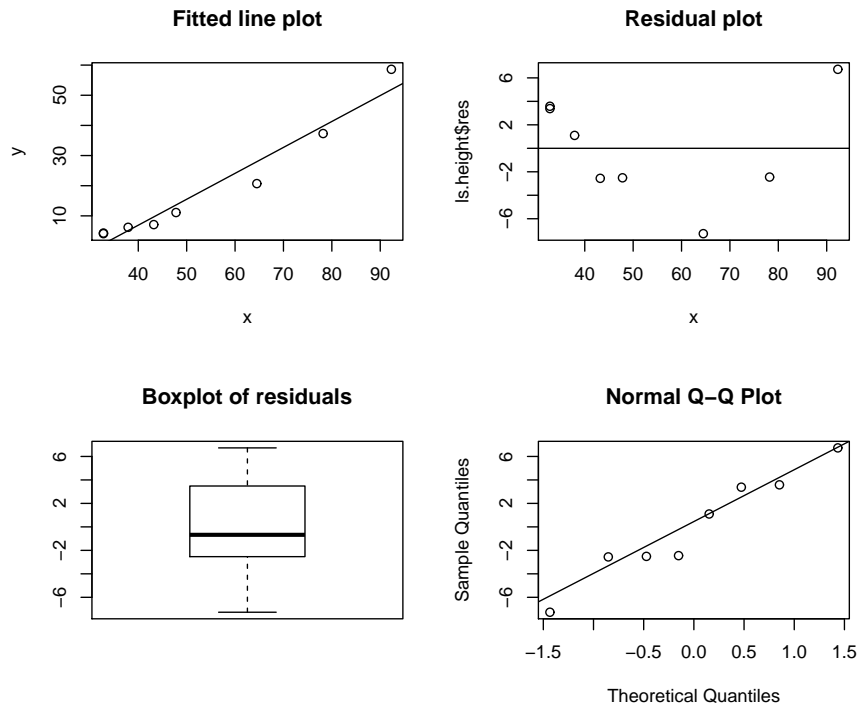 Fitted line plot
y
10 30 50
40 50 60 70 80 90
x
Residual plot
ls.height$res
−6 −2 2 6
40 50 60 70 80 90
x
Boxplot of residuals
−6 −2 2 6
Normal Q−Q Plot
Sample Quantiles
−6 −2 2 6
−1.5 −0.5 0.0 0.5 1.0 1.5
Theoretical Quantiles